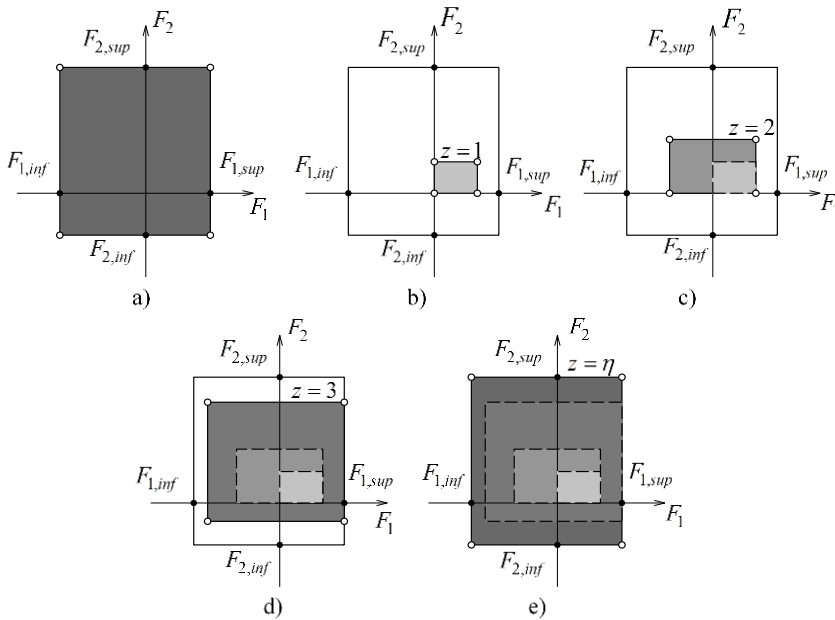 F2
F2,sup
F1,inf
F1,sup
F1
F2,inf
a)
F2
F2,sup
z = 1
F1,inf
F1,sup
F1
F2,inf
b)
F2
F2,sup
z = 2
F1,inf
F1,sup
F
F2,inf
c)
F2
F2,sup
z = 3
F1,inf
F1,sup
F1
F2,inf
d)
F2
F2,sup
z = η
F1,inf
F1,sup
F1
F2,inf
e)